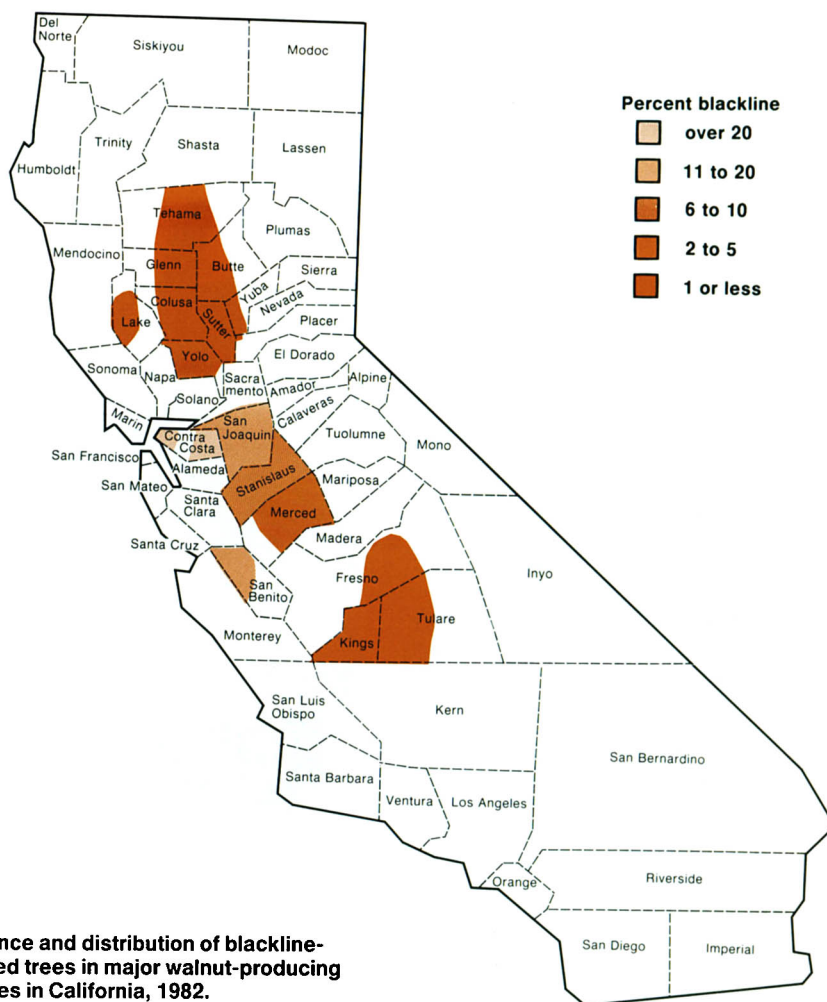 Del
Norte
Siskiyou
Modoc
Percent blackline
over 20
11 to 20
6 to 10
2 to 5
1 or less
Humboldt
Trinity
Shasta
Lassen
Tehama
Plumas
Mendocino
Glenn
Butte
Sierra
Yuba
Nevada
Colusa
Sutter
Lake
Placer
Yolo
El Dorado
Sonoma
Napa
Sacra
mento
Amador
Alpine
Solano
Calaveras
Marin
San
Joaquin
Contra
Costa
Tuolumne
Mono
San Francisco
Alameda
Stanislaus
Mariposa
San Mateo
Santa
Clara
Merced
Madera
Santa Cruz
Fresno
Inyo
San
Benito
Tulare
Monterey
Kings
San Luis
Obispo
Kern
San Bernardino
Santa Barbara
Ventura
Los Angeles
Orange
Riverside
San Diego
Imperial
nce and distribution of blackline-
ed trees in major walnut-producing
es in California, 1982.